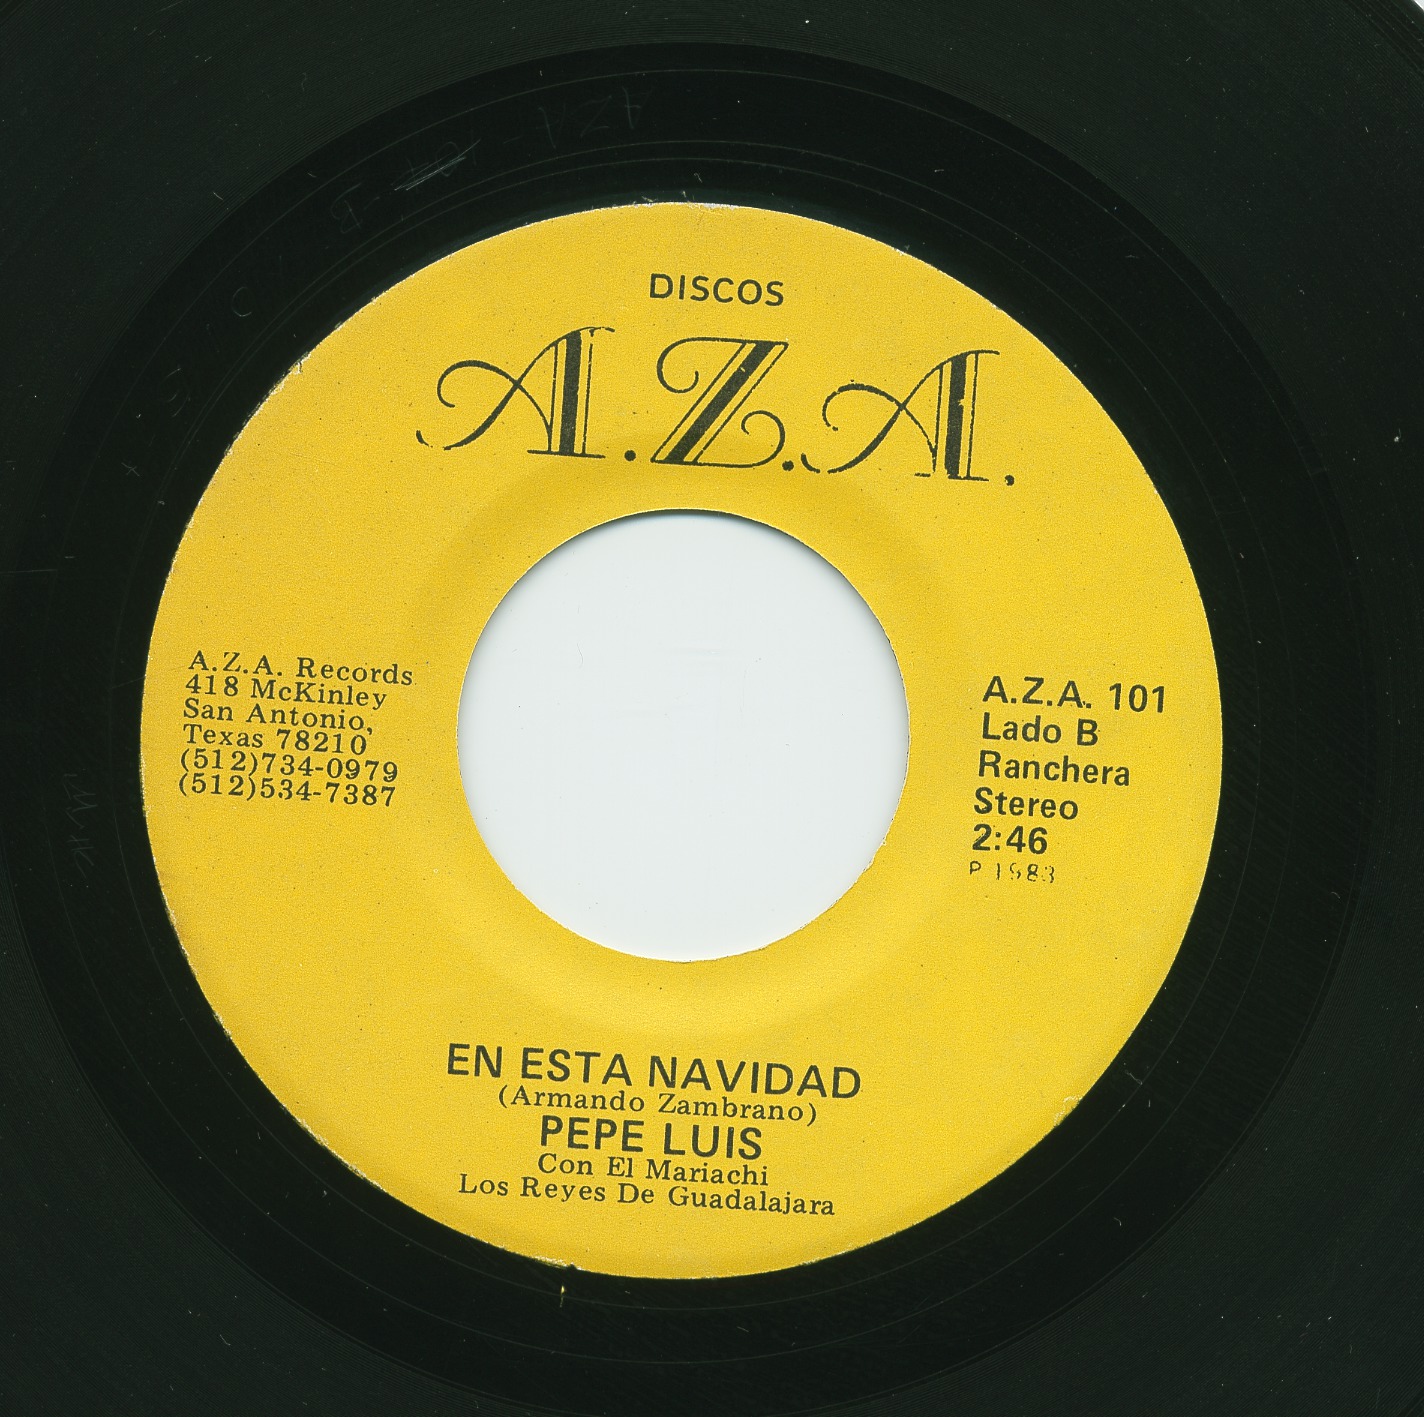 DISCOS
A.Z.A.
A.Z.A. Records
418 McKinley
San Antonio,
Texas 78210
(512)734-0979
(512)534-7387
A.Z.A. 101
Lado B
Ranchera
Stereo
2:46
P 1983
EN ESTA NAVIDAD
(Armando Zambrano)
PEPE LUIS
Con El Mariachi
Los Reyes De Guadalajara